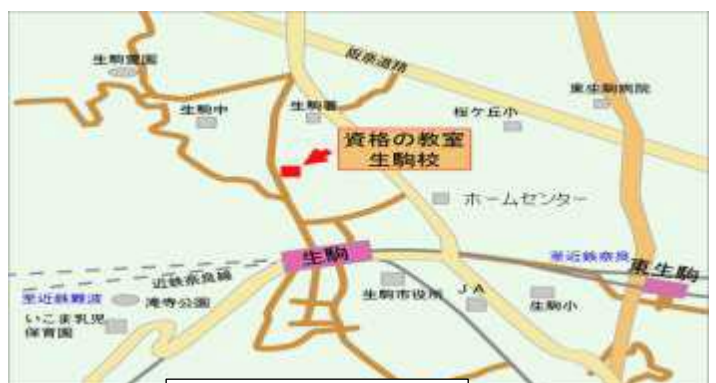 生駒霊園
阪奈道路
東生駒病院
生駒中
生駒署
桜ケ丘小
資格の教室
生駒校
ホームセンター
生駒
至近鉄奈良
東生駒
近鉄奈良線
至近鉄難波
滝寺公園
生駒市役所
JA
生駒小
いこま乳児
保育園